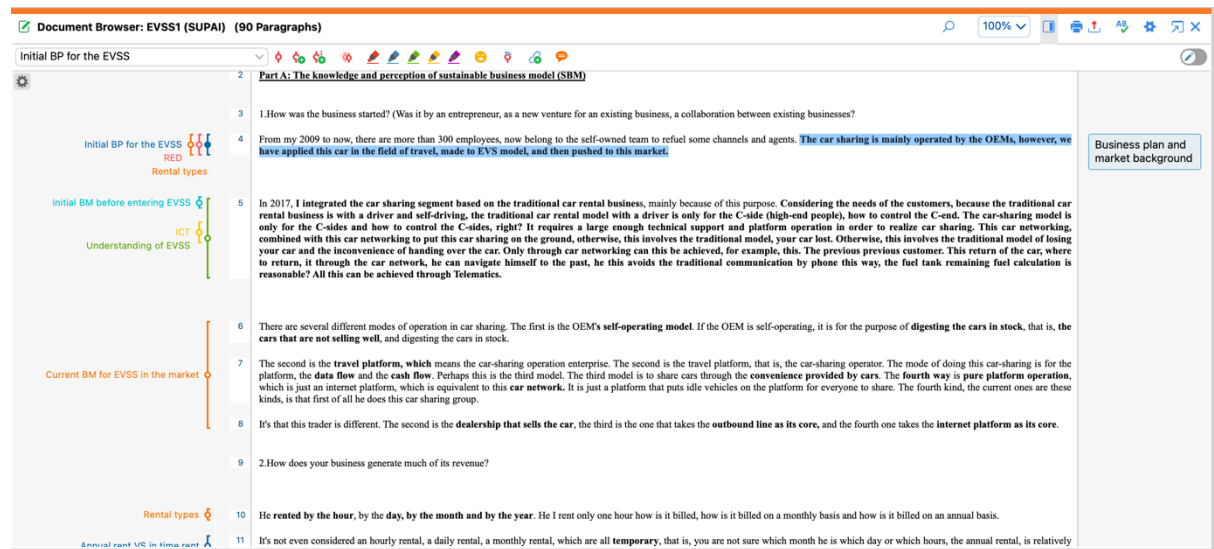 Document Browser: EVSS1 (SUPAI) (90 Paragraphs)
100%
Initial BP for the EVSS
2 Part A: The knowledge and perception of sustainable business model (SBM)
3 1.How was the business started? (Was it by an entrepreneur, as a new venture for an existing business, a collaboration between existing businesses?
Initial BP for the EVSS
RED
Rental types
4 From my 2009 to now, there are more than 300 employees, now belong to the self-owned team to refuel some channels and agents. The car sharing is mainly operated by the OEMs, however, we
have applied this car in the field of travel, made to EVS model, and then pushed to this market.
Business plan and
market background
initial BM before entering EVSS
ICT
Understanding of EVSS
5 In 2017, I integrated the car sharing segment based on the traditional car rental business, mainly because of this purpose. Considering the needs of the customers, because the traditional car
rental business is with a driver and self-driving, the traditional car rental model with a driver is only for the C-side (high-end people), how to control the C-end. The car-sharing model is
only for the C-sides and how to control the C-sides, right? It requires a large enough technical support and platform operation in order to realize car sharing. This car networking,
combined with this car networking to put this car sharing on the ground, otherwise, this involves the traditional model, your car lost. Otherwise, this involves the traditional model of losing
your car and the inconvenience of handing over the car. Only through car networking can this be achieved, for example, this. The previous previous customer. This return of the car, where
to return, it through the car network, he can navigate himself to the past, he this avoids the traditional communication by phone this way, the fuel tank remaining fuel calculation is
reasonable? All this can be achieved through Telematics.
6 There are several different modes of operation in car sharing. The first is the OEM's self-operating model. If the OEM is self-operating, it is for the purpose of digesting the cars in stock, that is, the
cars that are not selling well, and digesting the cars in stock.
Current BM for EVSS in the market
7 The second is the travel platform, which means the car-sharing operation enterprise. The second is the travel platform, that is, the car-sharing operator. The mode of doing this car-sharing is for the
platform, the data flow and the cash flow. Perhaps this is the third model. The third model is to share cars through the convenience provided by cars. The fourth way is pure platform operation,
which is just an internet platform, which is equivalent to this car network. It is just a platform that puts idle vehicles on the platform for everyone to share. The fourth kind, the current ones are these
kinds, is that first of all he does this car sharing group.
8 It's that this trader is different. The second is the dealership that sells the car, the third is the one that takes the outbound line as its core, and the fourth one takes the internet platform as its core.
9 2.How does your business generate much of its revenue?
Rental types
10 He rented by the hour, by the day, by the month and by the year. He I rent only one hour how is it billed, how is it billed on a monthly basis and how is it billed on an annual basis.
Annual rent VS in time rent
11 It's not even considered an hourly rental, a daily rental, a monthly rental, which are all temporary, that is, you are not sure which month he is which day or which hours, the annual rental, is relatively